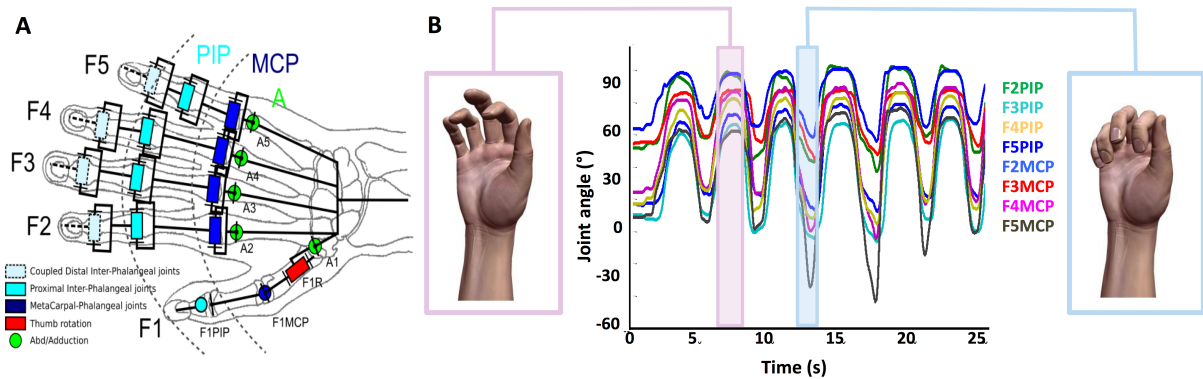 A
F5
PIP
MCP
A
F4
A5
F3
A4
A3
F2
A2
A1
F1R
F1MCP
F1PIP
F1
Coupled Distal Inter-Phalangeal joints
Proximal Inter-Phalangeal joints
MetaCarpal-Phalangeal joints
Thumb rotation
Abd/Adduction
B
Joint angle (°)
90
60
30
0
-30
-60
0
5
10
15
20
25
Time (s)
F2PIP
F3PIP
F4PIP
F5PIP
F2MCP
F3MCP
F4MCP
F5MCP